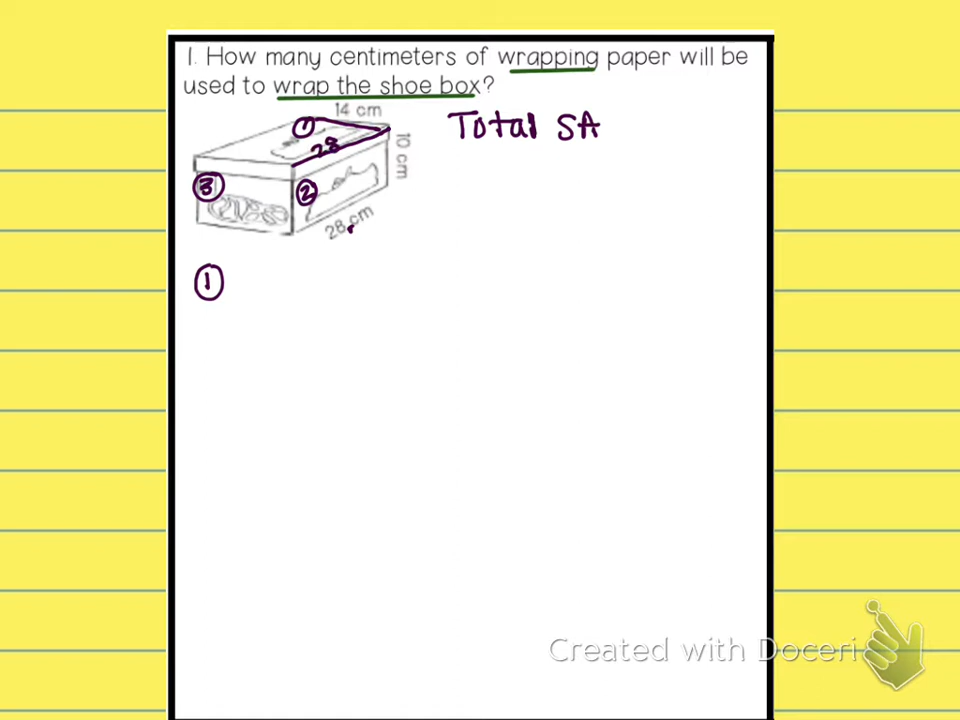 1. How many centimeters of wrapping paper will be
used to wrap the shoe box?
14 cm
Total SA
①
28
10 cm
③
②
28 cm
①
Created with Doceri